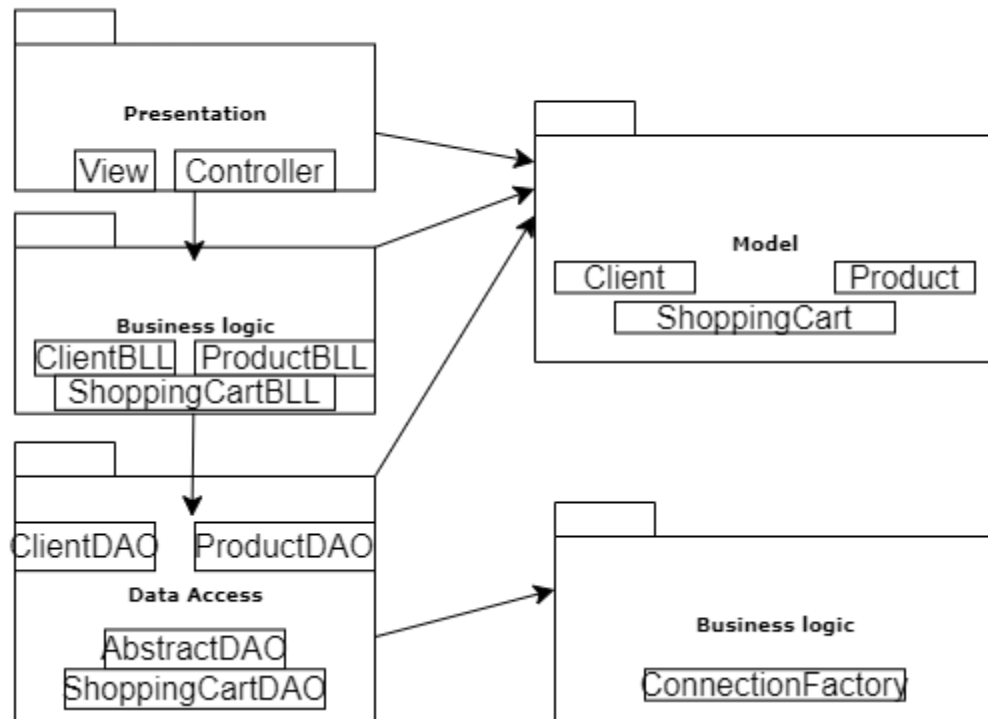 Presentation
View Controller
Model
Client Product
ShoppingCart
Business logic
ClientBLL ProductBLL
ShoppingCartBLL
ClientDAO ProductDAO
Data Access
AbstractDAO
ShoppingCartDAO
Business logic
ConnectionFactory